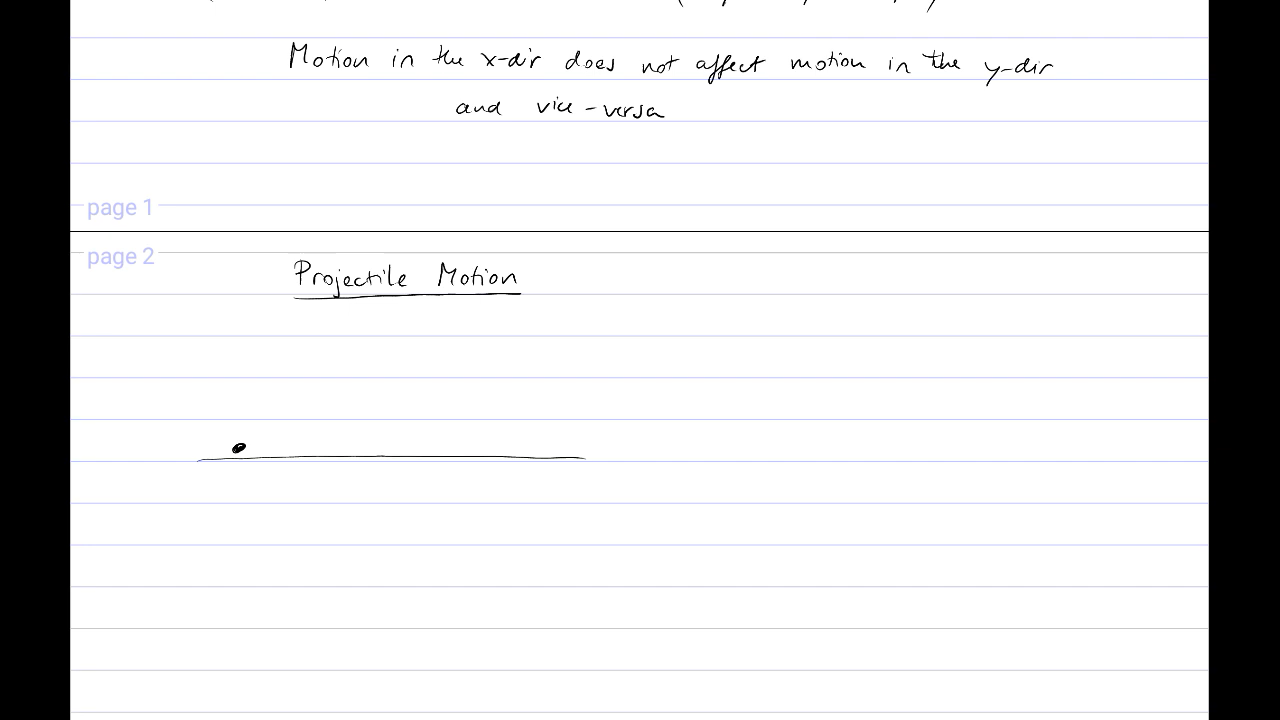 Motion in the x-dir does not affect motion in the y-dir
and vice-versa
page 1
page 2
Projectile Motion